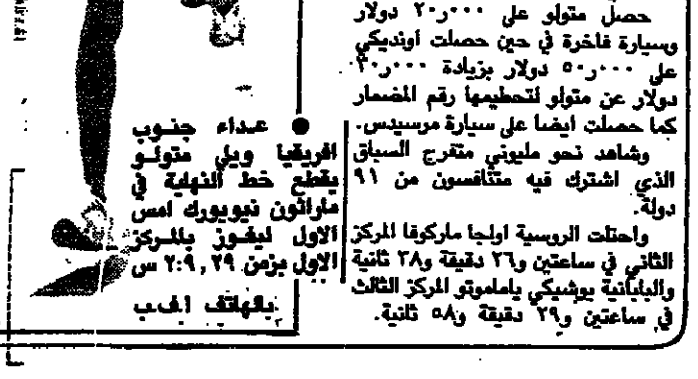 حصل متولو على ٢٠٫٠٠٠ دولار
وسيارة فاخرة في حين حصلت أونديكي
على ٥٠٫٠٠٠ دولار بزيادة ٣٠٫٠٠٠
دولار عن متولو لتحطيمها رقم المضمار
كما حصلت ايضا على سيارة مرسيدس.
وشاهد نحو مليوني متفرج السباق
الذي اشترك فيه متنافسون من ٩١
دولة.
واحتلت الروسية اولجا ماركوفا المركز
الثاني في ساعتين و٢٦ دقيقة و٣٨ ثانية
واليابانية يوشيكي ياماموتو المركز الثالث
في ساعتين و٢٩ دقيقة و٥٨ ثانية.
● عداء جنوب
افريقيا ويلي متولو
يقطع خط النهاية في
ماراثون نيويورك امس
الاول ليفوز بالمركز
الاول بزمن ٢:٩,٢٩ س
بالهاتف أ.ف.ب